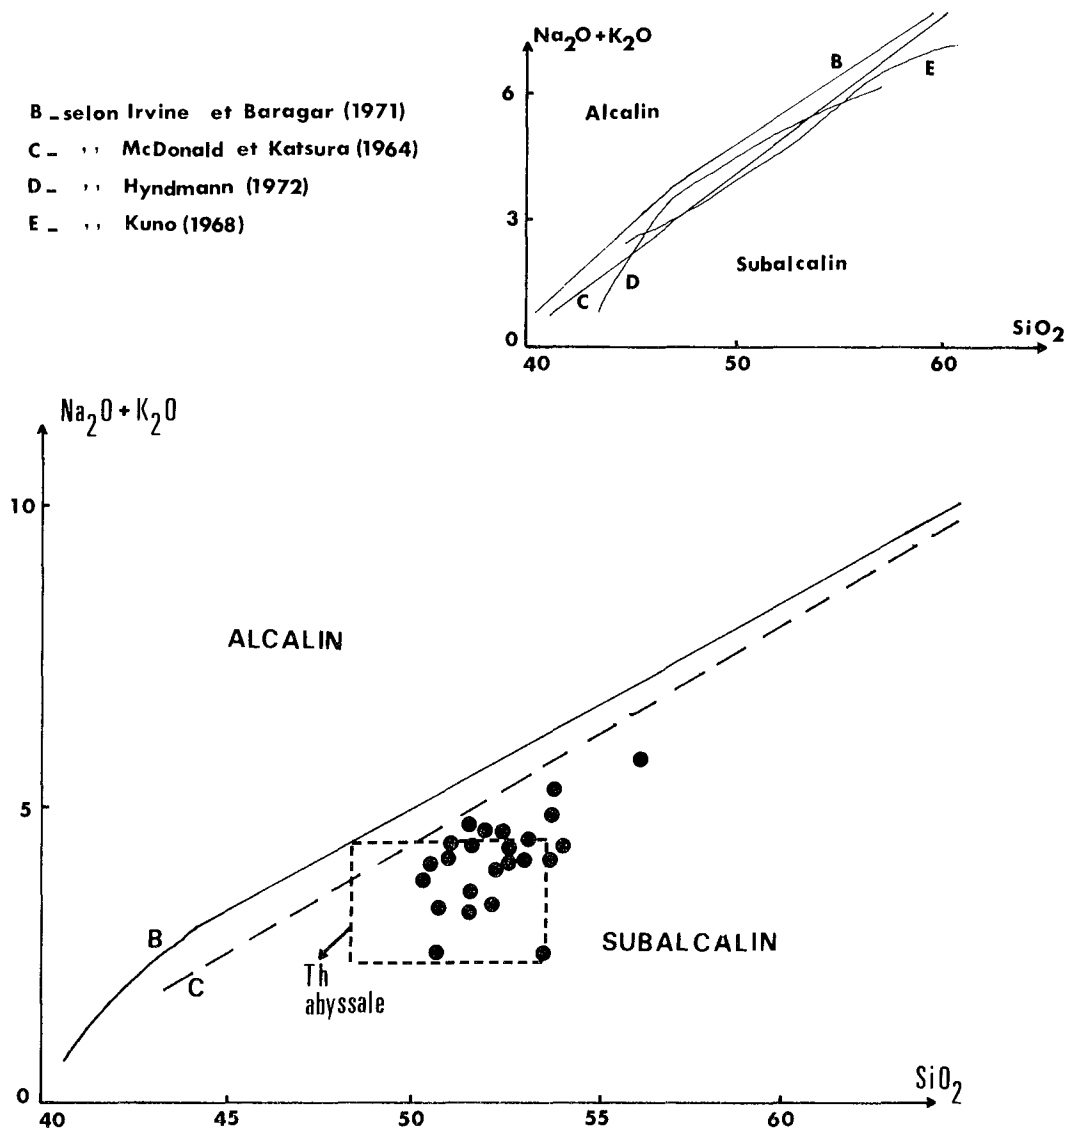 B – selon Irvine et Baragar (1971)
C – ,, McDonald et Katsura (1964)
D – ,, Hyndmann (1972)
E – ,, Kuno (1968)
Na2O + K2O
B
E
6
Alcalin
3
Subalcalin
D
C
0
SiO2
40 50 60
Na2O + K2O
10
ALCALIN
5
B
SUBALCALIN
C
Th
abyssale
0
SiO2
40 45 50 55 60